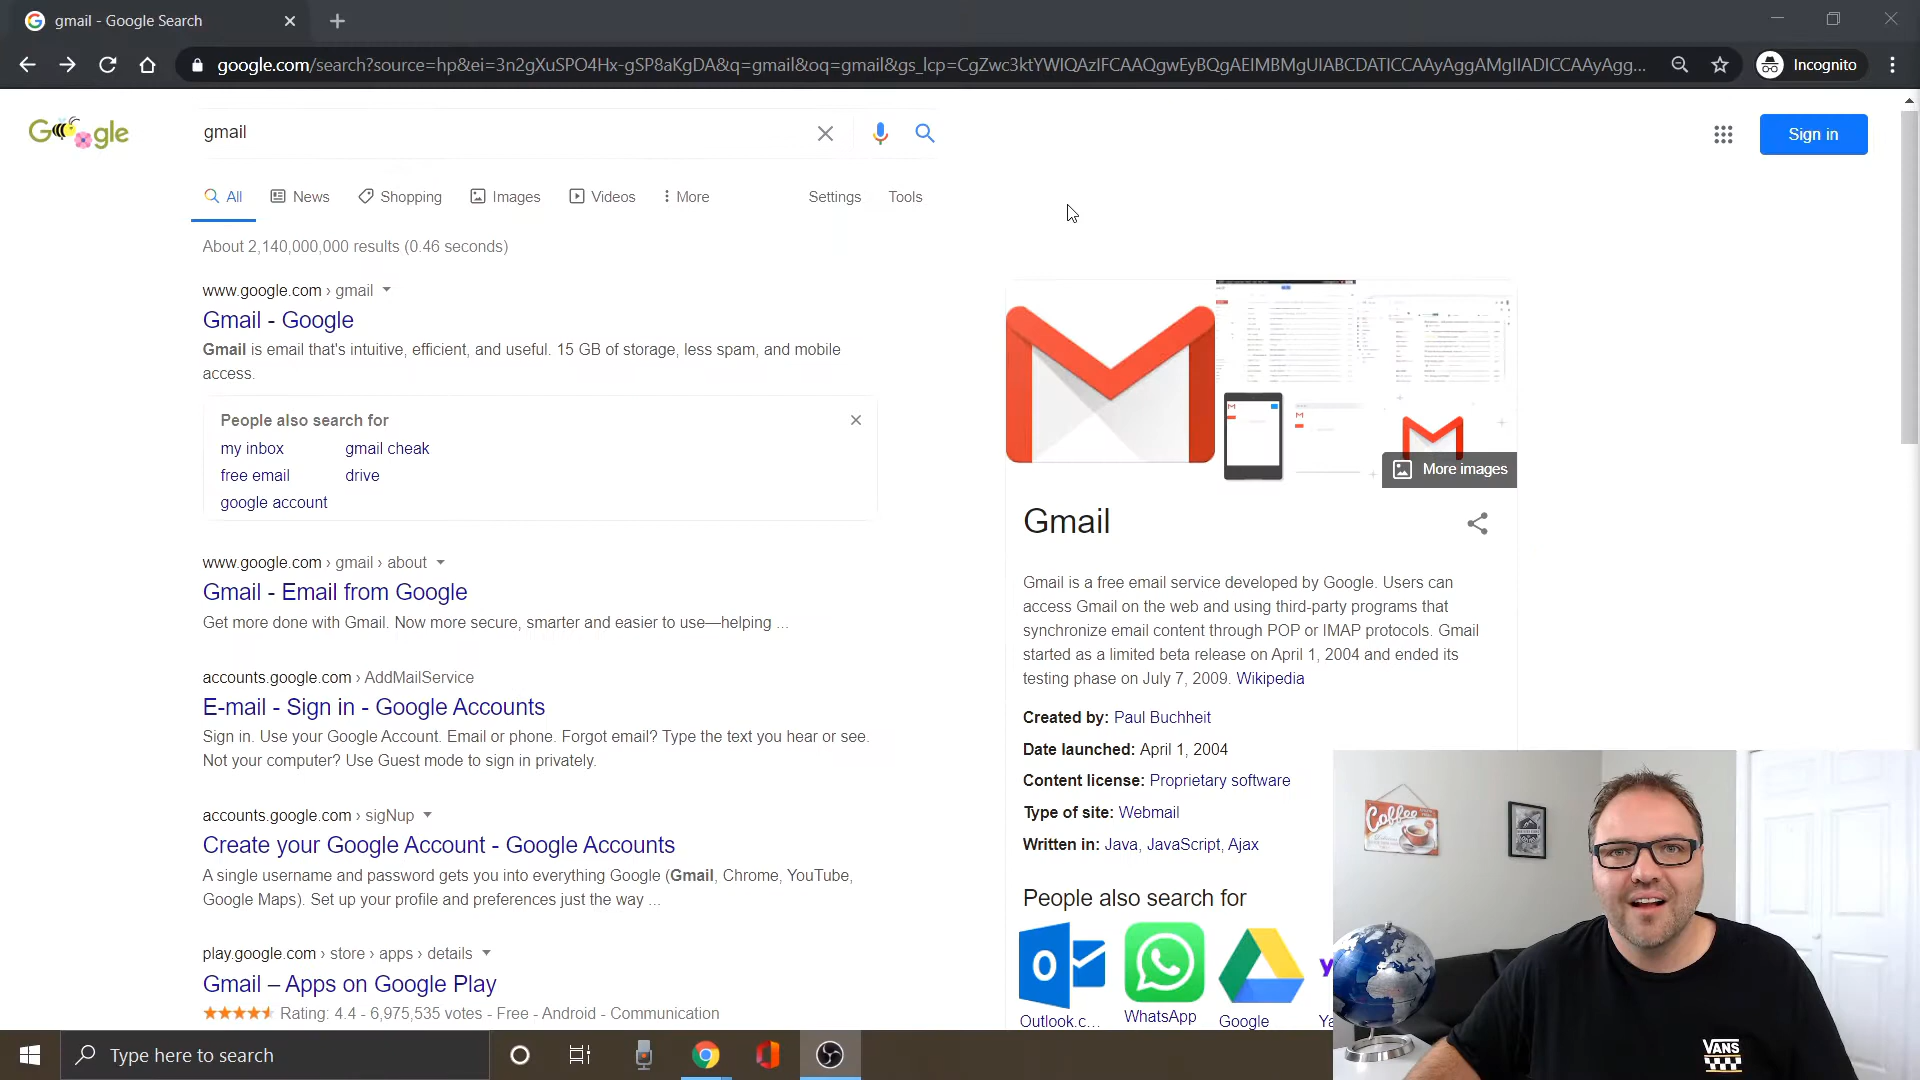 gmail - Google Search
google.com/search?source=hp&ei=3n2gXuSPO4Hx-gSP8aKgDA&q=gmail&oq=gmail&gs_lcp=CgZwc3ktYWIQAzIFCAAQgwEyBQgAEIMBMgUIABCDATICCAAyAggAMgIIADICCAAyAgg...
Incognito
Google
gmail
Sign in
All
News
Shopping
Images
Videos
More
Settings
Tools
About 2,140,000,000 results (0.46 seconds)
www.google.com › gmail
Gmail - Google
Gmail is email that's intuitive, efficient, and useful. 15 GB of storage, less spam, and mobile
access.
People also search for
my inbox
gmail cheak
free email
drive
google account
www.google.com › gmail › about
Gmail - Email from Google
Get more done with Gmail. Now more secure, smarter and easier to use—helping ...
accounts.google.com › AddMailService
E-mail - Sign in - Google Accounts
Sign in. Use your Google Account. Email or phone. Forgot email? Type the text you hear or see.
Not your computer? Use Guest mode to sign in privately.
accounts.google.com › sigNup
Create your Google Account - Google Accounts
A single username and password gets you into everything Google (Gmail, Chrome, YouTube,
Google Maps). Set up your profile and preferences just the way ...
play.google.com › store › apps › details
Gmail – Apps on Google Play
Rating: 4.4 - 6,975,535 votes - Free - Android - Communication
More images
Gmail
Gmail is a free email service developed by Google. Users can
access Gmail on the web and using third-party programs that
synchronize email content through POP or IMAP protocols. Gmail
started as a limited beta release on April 1, 2004 and ended its
testing phase on July 7, 2009. Wikipedia
Created by: Paul Buchheit
Date launched: April 1, 2004
Content license: Proprietary software
Type of site: Webmail
Written in: Java, JavaScript, Ajax
People also search for
Outlook.c...
WhatsApp
Google
Ya
Coffee
VANS
Type here to search